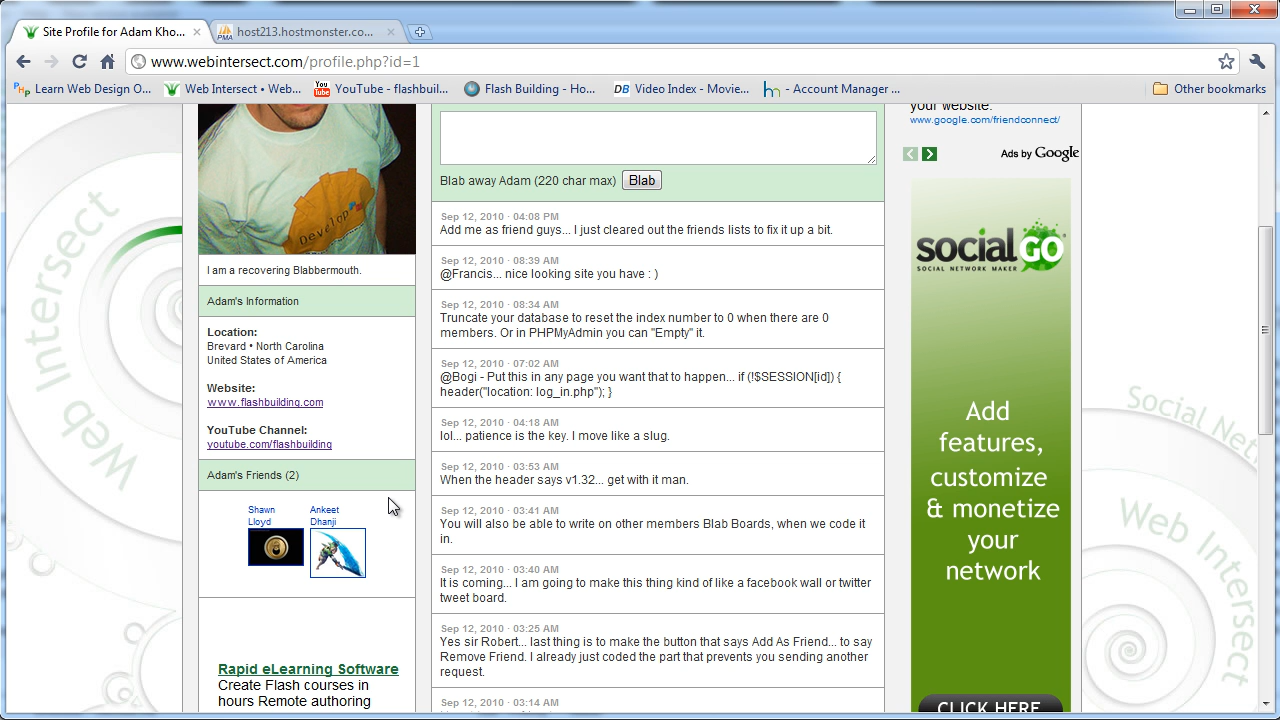 Site Profile for Adam Kho...
host213.hostmonster.co...
www.webintersect.com/profile.php?id=1
Learn Web Design O...
Web Intersect • Web...
YouTube - flashbuil...
Flash Building - Ho...
Video Index - Movie...
- Account Manager ...
Other bookmarks
Web Intersect
Develop
I am a recovering Blabbermouth.
Adam's Information
Location:
Brevard • North Carolina
United States of America
Website:
www.flashbuilding.com
YouTube Channel:
youtube.com/flashbuilding
Adam's Friends (2)
Shawn
Lloyd
Ankeet
Dhanji
Rapid eLearning Software
Create Flash courses in
hours Remote authoring
Blab away Adam (220 char max)
Blab
Sep 12, 2010 · 04:08 PM
Add me as friend guys... I just cleared out the friends lists to fix it up a bit.
Sep 12, 2010 · 08:39 AM
@Francis... nice looking site you have : )
Sep 12, 2010 · 08:34 AM
Truncate your database to reset the index number to 0 when there are 0
members. Or in PHPMyAdmin you can "Empty" it.
Sep 12, 2010 · 07:02 AM
@Bogi - Put this in any page you want that to happen... if (!$SESSION[id]) {
header("location: log_in.php"); }
Sep 12, 2010 · 04:18 AM
lol... patience is the key. I move like a slug.
Sep 12, 2010 · 03:53 AM
When the header says v1.32... get with it man.
Sep 12, 2010 · 03:41 AM
You will also be able to write on other members Blab Boards, when we code it
in.
Sep 12, 2010 · 03:40 AM
It is coming... I am going to make this thing kind of like a facebook wall or twitter
tweet board.
Sep 12, 2010 · 03:25 AM
Yes sir Robert... last thing is to make the button that says Add As Friend... to say
Remove Friend. I already just coded the part that prevents you sending another
request.
Sep 12, 2010 · 03:14 AM
your website.
www.google.com/friendconnect/
Ads by Google
socialGO
SOCIAL NETWORK MAKER
Add
features,
customize
& monetize
your
network
CLICK HERE
Social Net
Web Intersect